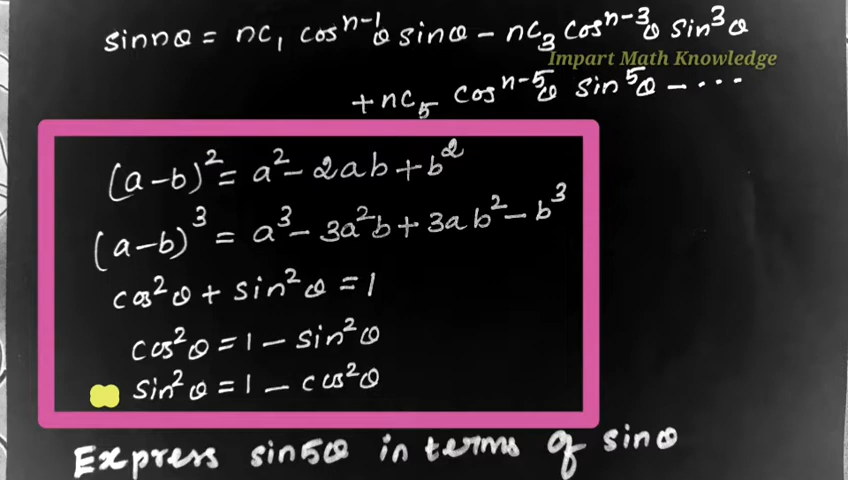 sinnθ = nc₁ cosⁿ⁻¹θ sinθ − nc₃ cosⁿ⁻³θ sin³θ
Impart Math Knowledge
+ nc₅ cosⁿ⁻⁵θ sin⁵θ − ...
(a−b)² = a² − 2ab + b²
(a−b)³ = a³ − 3a²b + 3ab² − b³
cos²θ + sin²θ = 1
cos²θ = 1 − sin²θ
sin²θ = 1 − cos²θ
Express sin5θ in terms of sinθ